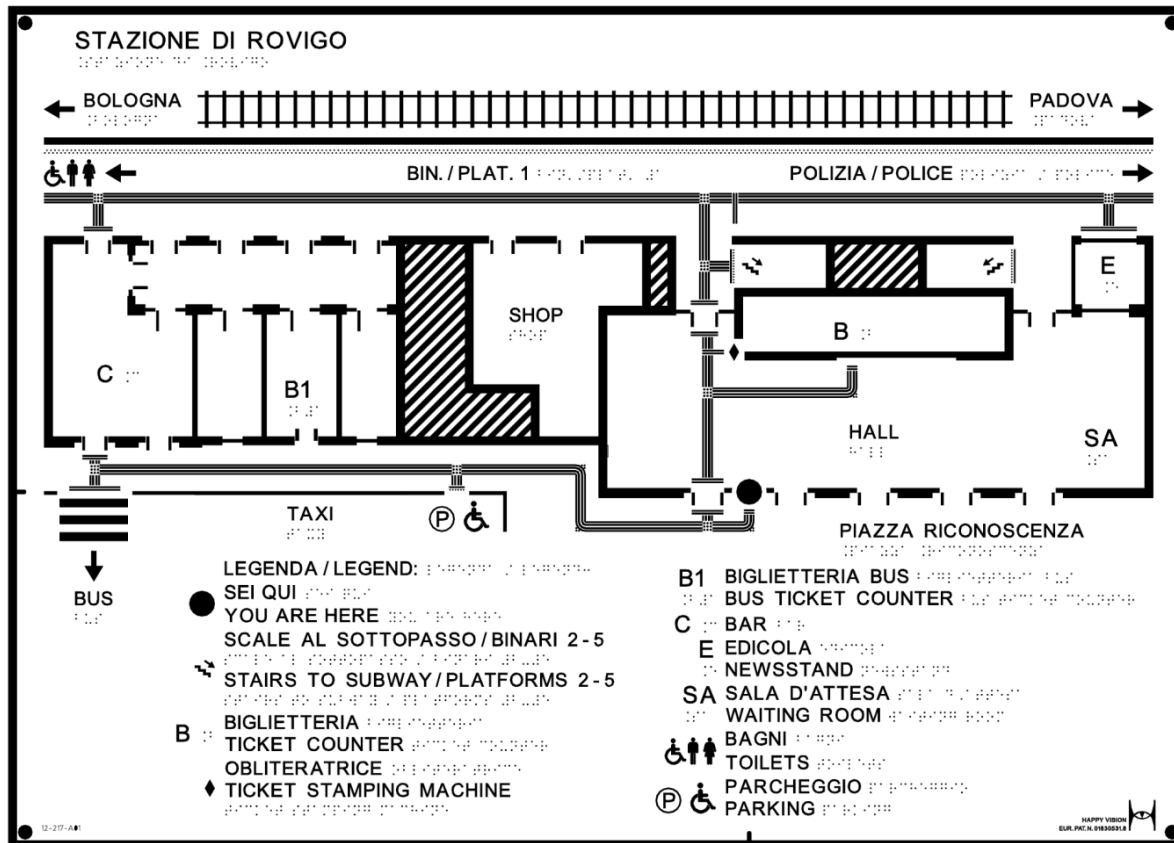 STAZIONE DI ROVIGO
BOLOGNA
PADOVA
BIN. / PLAT. 1
POLIZIA / POLICE
E
SHOP
B
C
B1
HALL
SA
TAXI
P
PIAZZA RICONOSCENZA
BUS
LEGENDA / LEGEND:
SEI QUI
YOU ARE HERE
SCALE AL SOTTOPASSO / BINARI 2-5
STAIRS TO SUBWAY / PLATFORMS 2-5
B BIGLIETTERIA
TICKET COUNTER
OBLITERATRICE
TICKET STAMPING MACHINE
B1 BIGLIETTERIA BUS
BUS TICKET COUNTER
C BAR
E EDICOLA
NEWSSTAND
SA SALA D'ATTESA
WAITING ROOM
BAGNI
TOILETS
P PARCHEGGIO
PARKING
12-217-A01
HAPPY VISION
EUR. PAT. N. 01830531.8